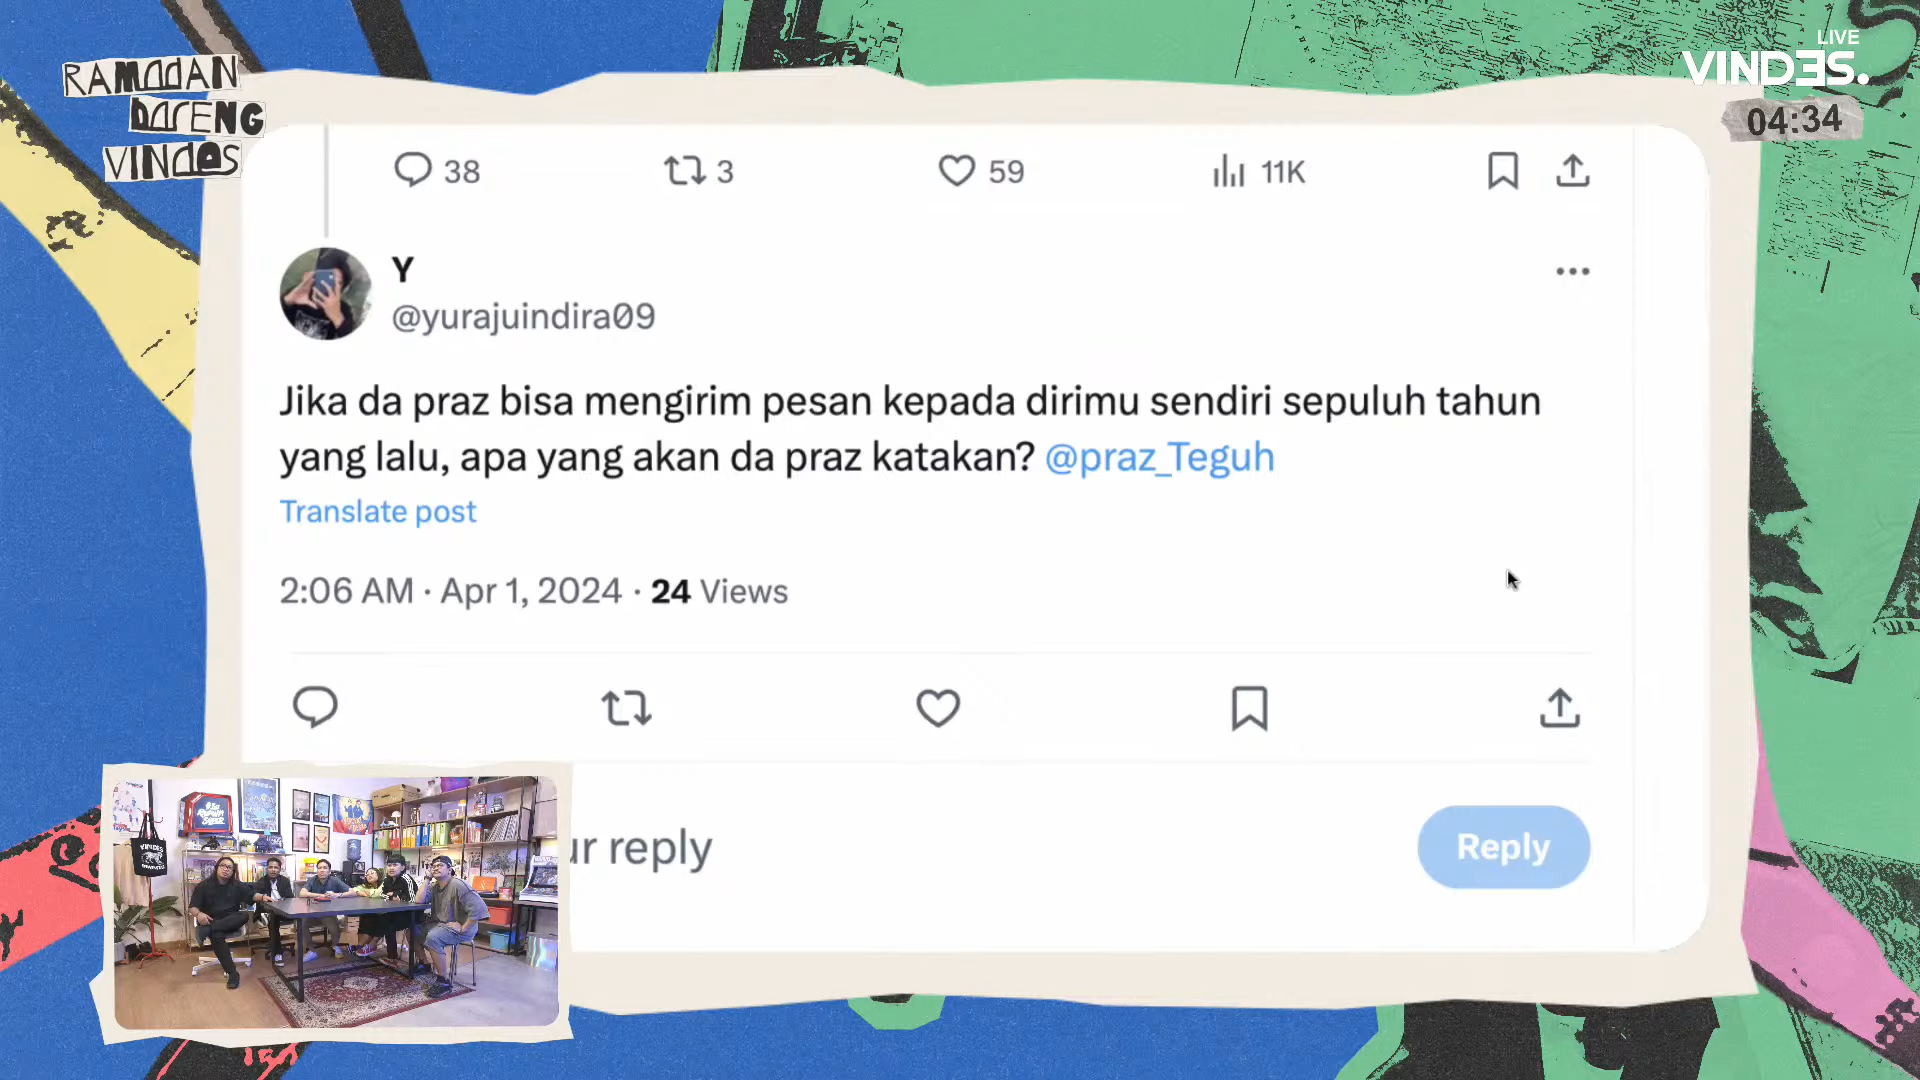 LIVE
VINDES.
04:34
RAMADAN
BARENG
VINDES
38 3 59 11K
Y
@yurajuindira09
Jika da praz bisa mengirim pesan kepada dirimu sendiri sepuluh tahun
yang lalu, apa yang akan da praz katakan? @praz_Teguh
Translate post
2:06 AM · Apr 1, 2024 · 24 Views
ur reply
Reply
VINDES